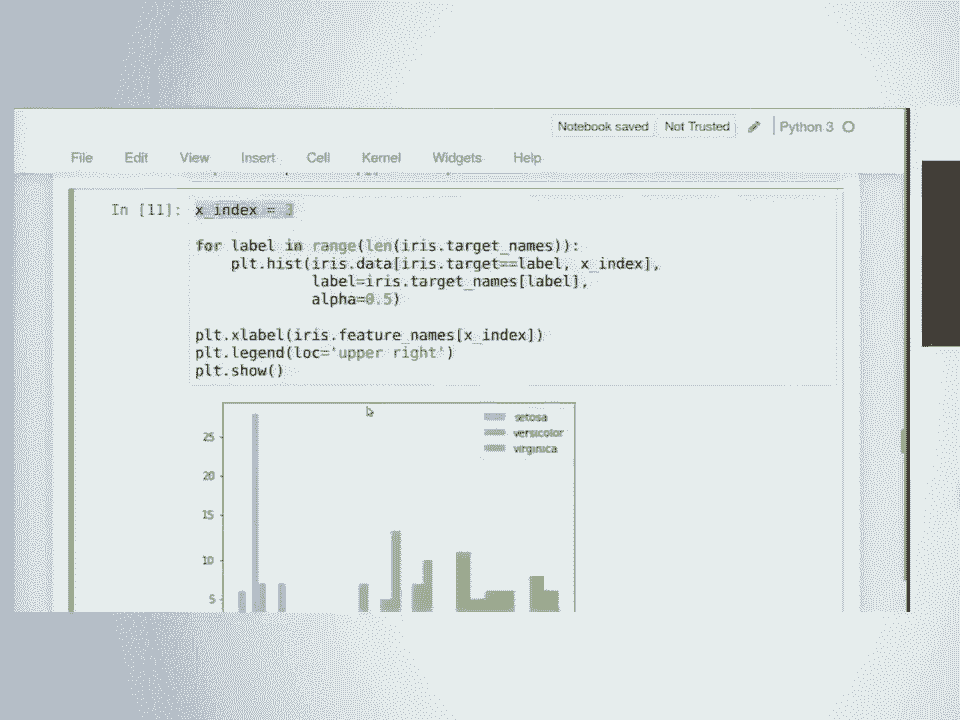 Notebook saved Not Trusted Python 3
File Edit View Insert Cell Kernel Widgets Help
In [11]: x_index = 3
for label in range(len(iris.target_names)):
plt.hist(iris.data[iris.target==label, x_index],
label=iris.target_names[label],
alpha=0.5)
plt.xlabel(iris.feature_names[x_index])
plt.legend(loc='upper right')
plt.show()
setosa
versicolor
virginica
25
20
15
10
5